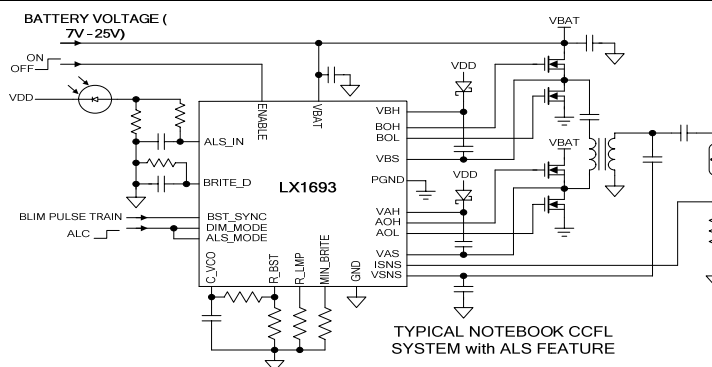 BATTERY VOLTAGE (
7V - 25V)
ON
OFF
VDD
ENABLE
VBAT
VBAT
VDD
VBH
BOH
BOL
VBS
ALS_IN
BRITE_D
LX1693
PGND
VBAT
VDD
BLIM PULSE TRAIN
ALC
BST_SYNC
DIM_MODE
ALS_MODE
VAH
AOH
AOL
VAS
ISNS
VSNS
C_VCO
R_BST
R_LMP
MIN_BRITE
GND
TYPICAL NOTEBOOK CCFL
SYSTEM with ALS FEATURE